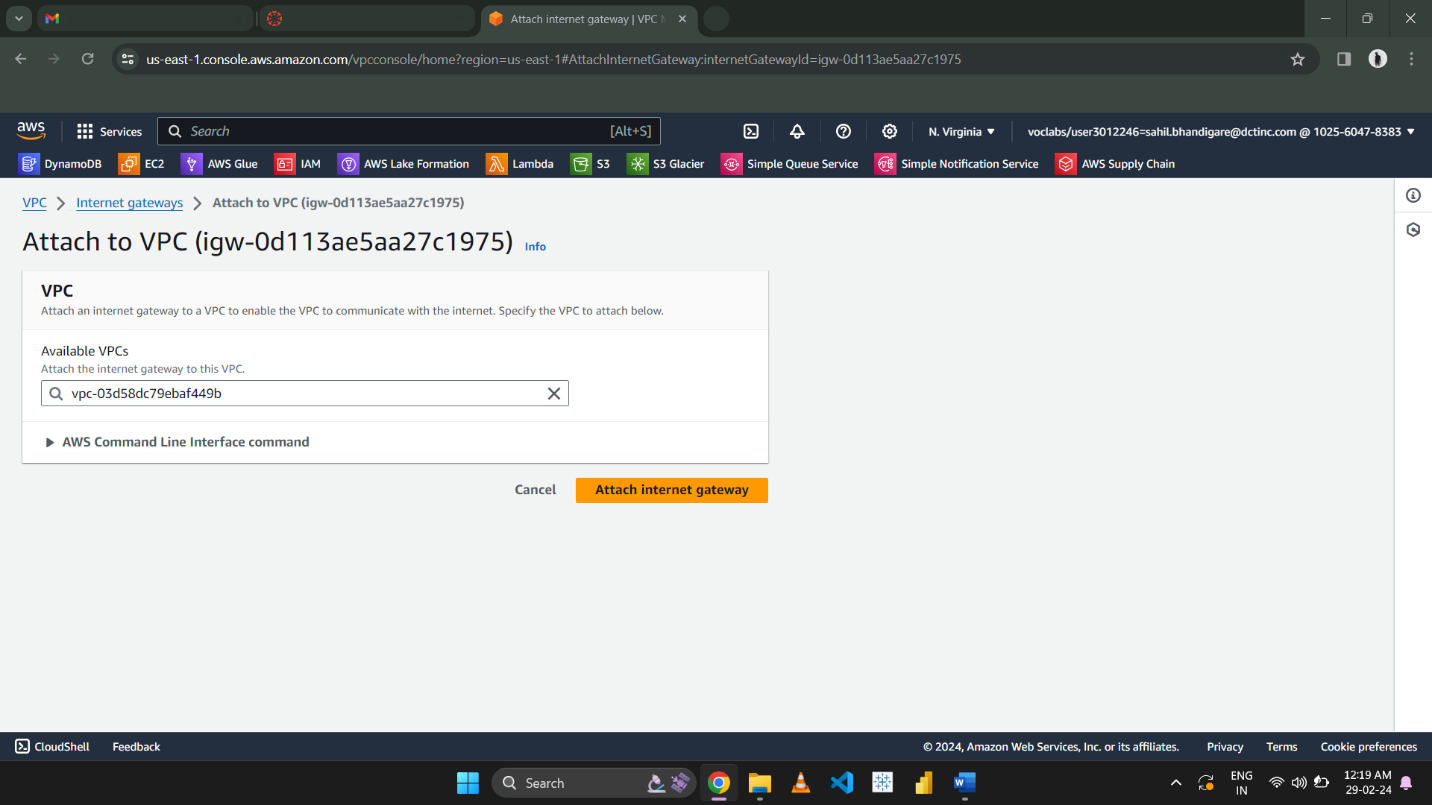 Attach internet gateway | VPC M
us-east-1.console.aws.amazon.com/vpcconsole/home?region=us-east-1#AttachInternetGateway:internetGatewayId=igw-0d113ae5aa27c1975
aws Services Search [Alt+S] N. Virginia voclabs/user3012246=sahil.bhandigare@dctinc.com @ 1025-6047-8383
DynamoDB EC2 AWS Glue IAM AWS Lake Formation Lambda S3 S3 Glacier Simple Queue Service Simple Notification Service AWS Supply Chain
VPC Internet gateways Attach to VPC (igw-0d113ae5aa27c1975)
Attach to VPC (igw-0d113ae5aa27c1975) Info
VPC
Attach an internet gateway to a VPC to enable the VPC to communicate with the internet. Specify the VPC to attach below.
Available VPCs
Attach the internet gateway to this VPC.
vpc-03d58dc79ebaf449b
AWS Command Line Interface command
Cancel Attach internet gateway
CloudShell Feedback © 2024, Amazon Web Services, Inc. or its affiliates. Privacy Terms Cookie preferences
Search ENG 12:19 AM
IN 29-02-24